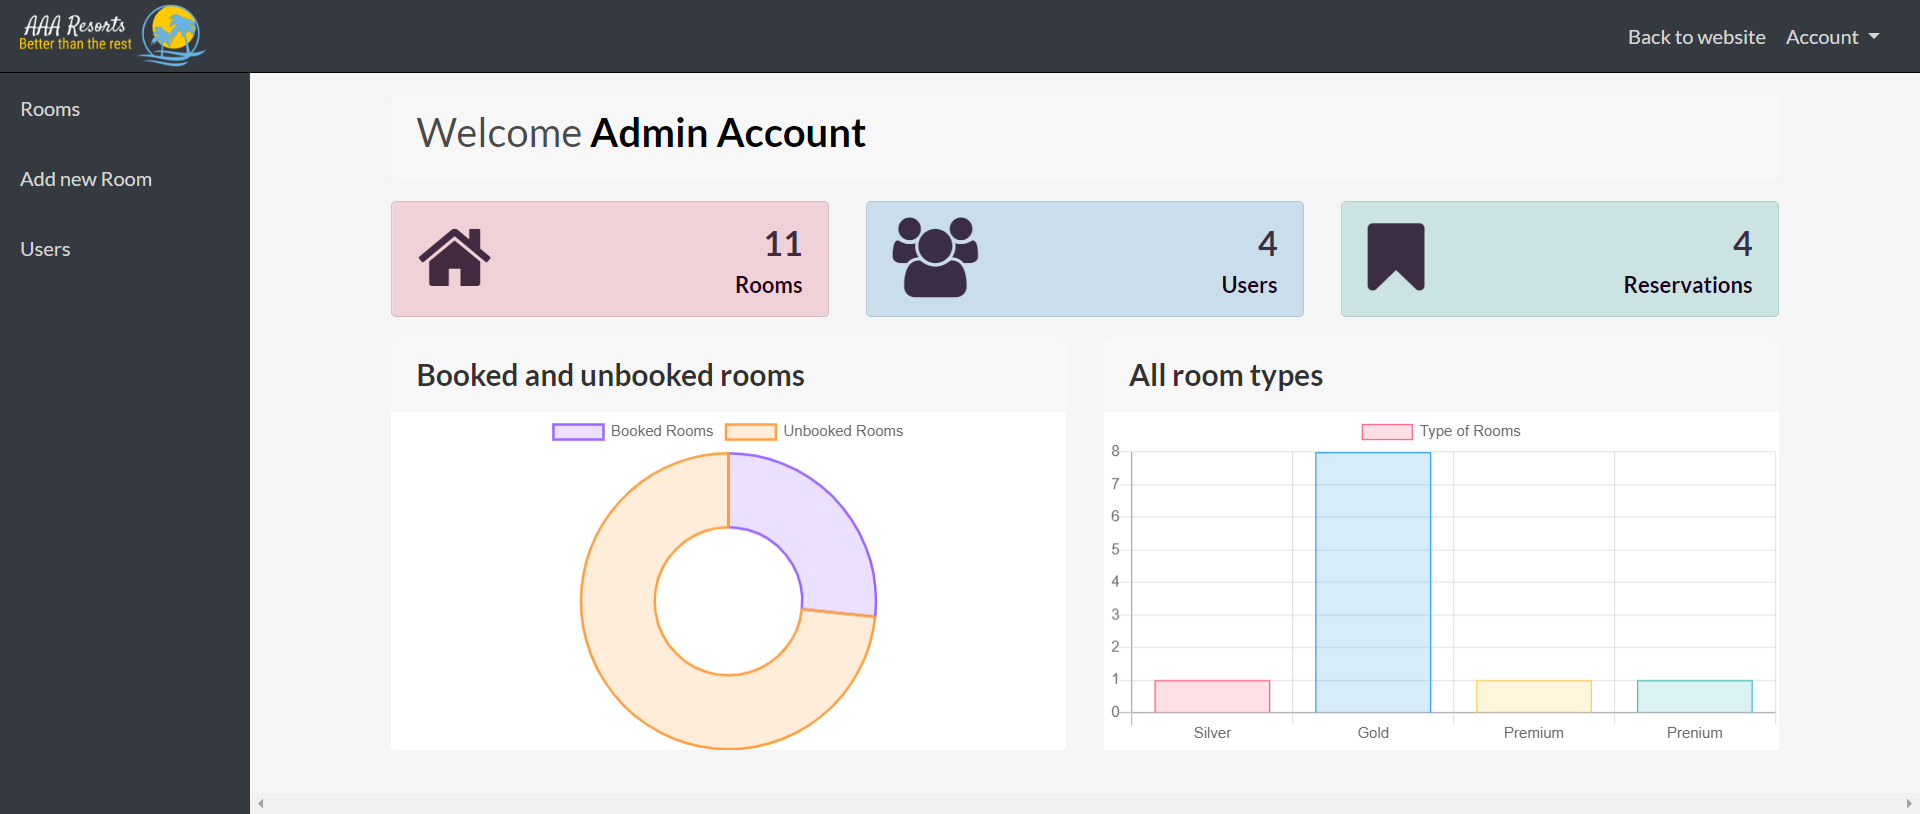 AAA Resorts
Better than the rest
Back to website
Account
Rooms
Add new Room
Users
Welcome Admin Account
11
Rooms
4
Users
4
Reservations
Booked and unbooked rooms
Booked Rooms
Unbooked Rooms
All room types
Type of Rooms
8
7
6
5
4
3
2
1
0
Silver
Gold
Premium
Prenium